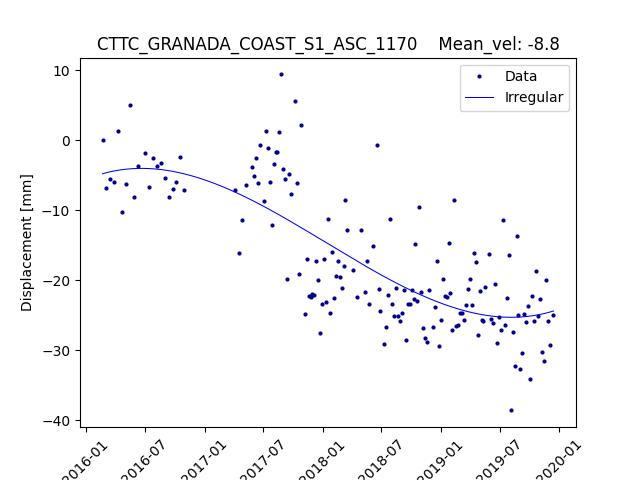 CTTC_GRANADA_COAST_S1_ASC_1170    Mean_vel: -8.8
Data
Irregular
Displacement [mm]
10
0
−10
−20
−30
−40
2016-01 2016-07 2017-01 2017-07 2018-01 2018-07 2019-01 2019-07 2020-01